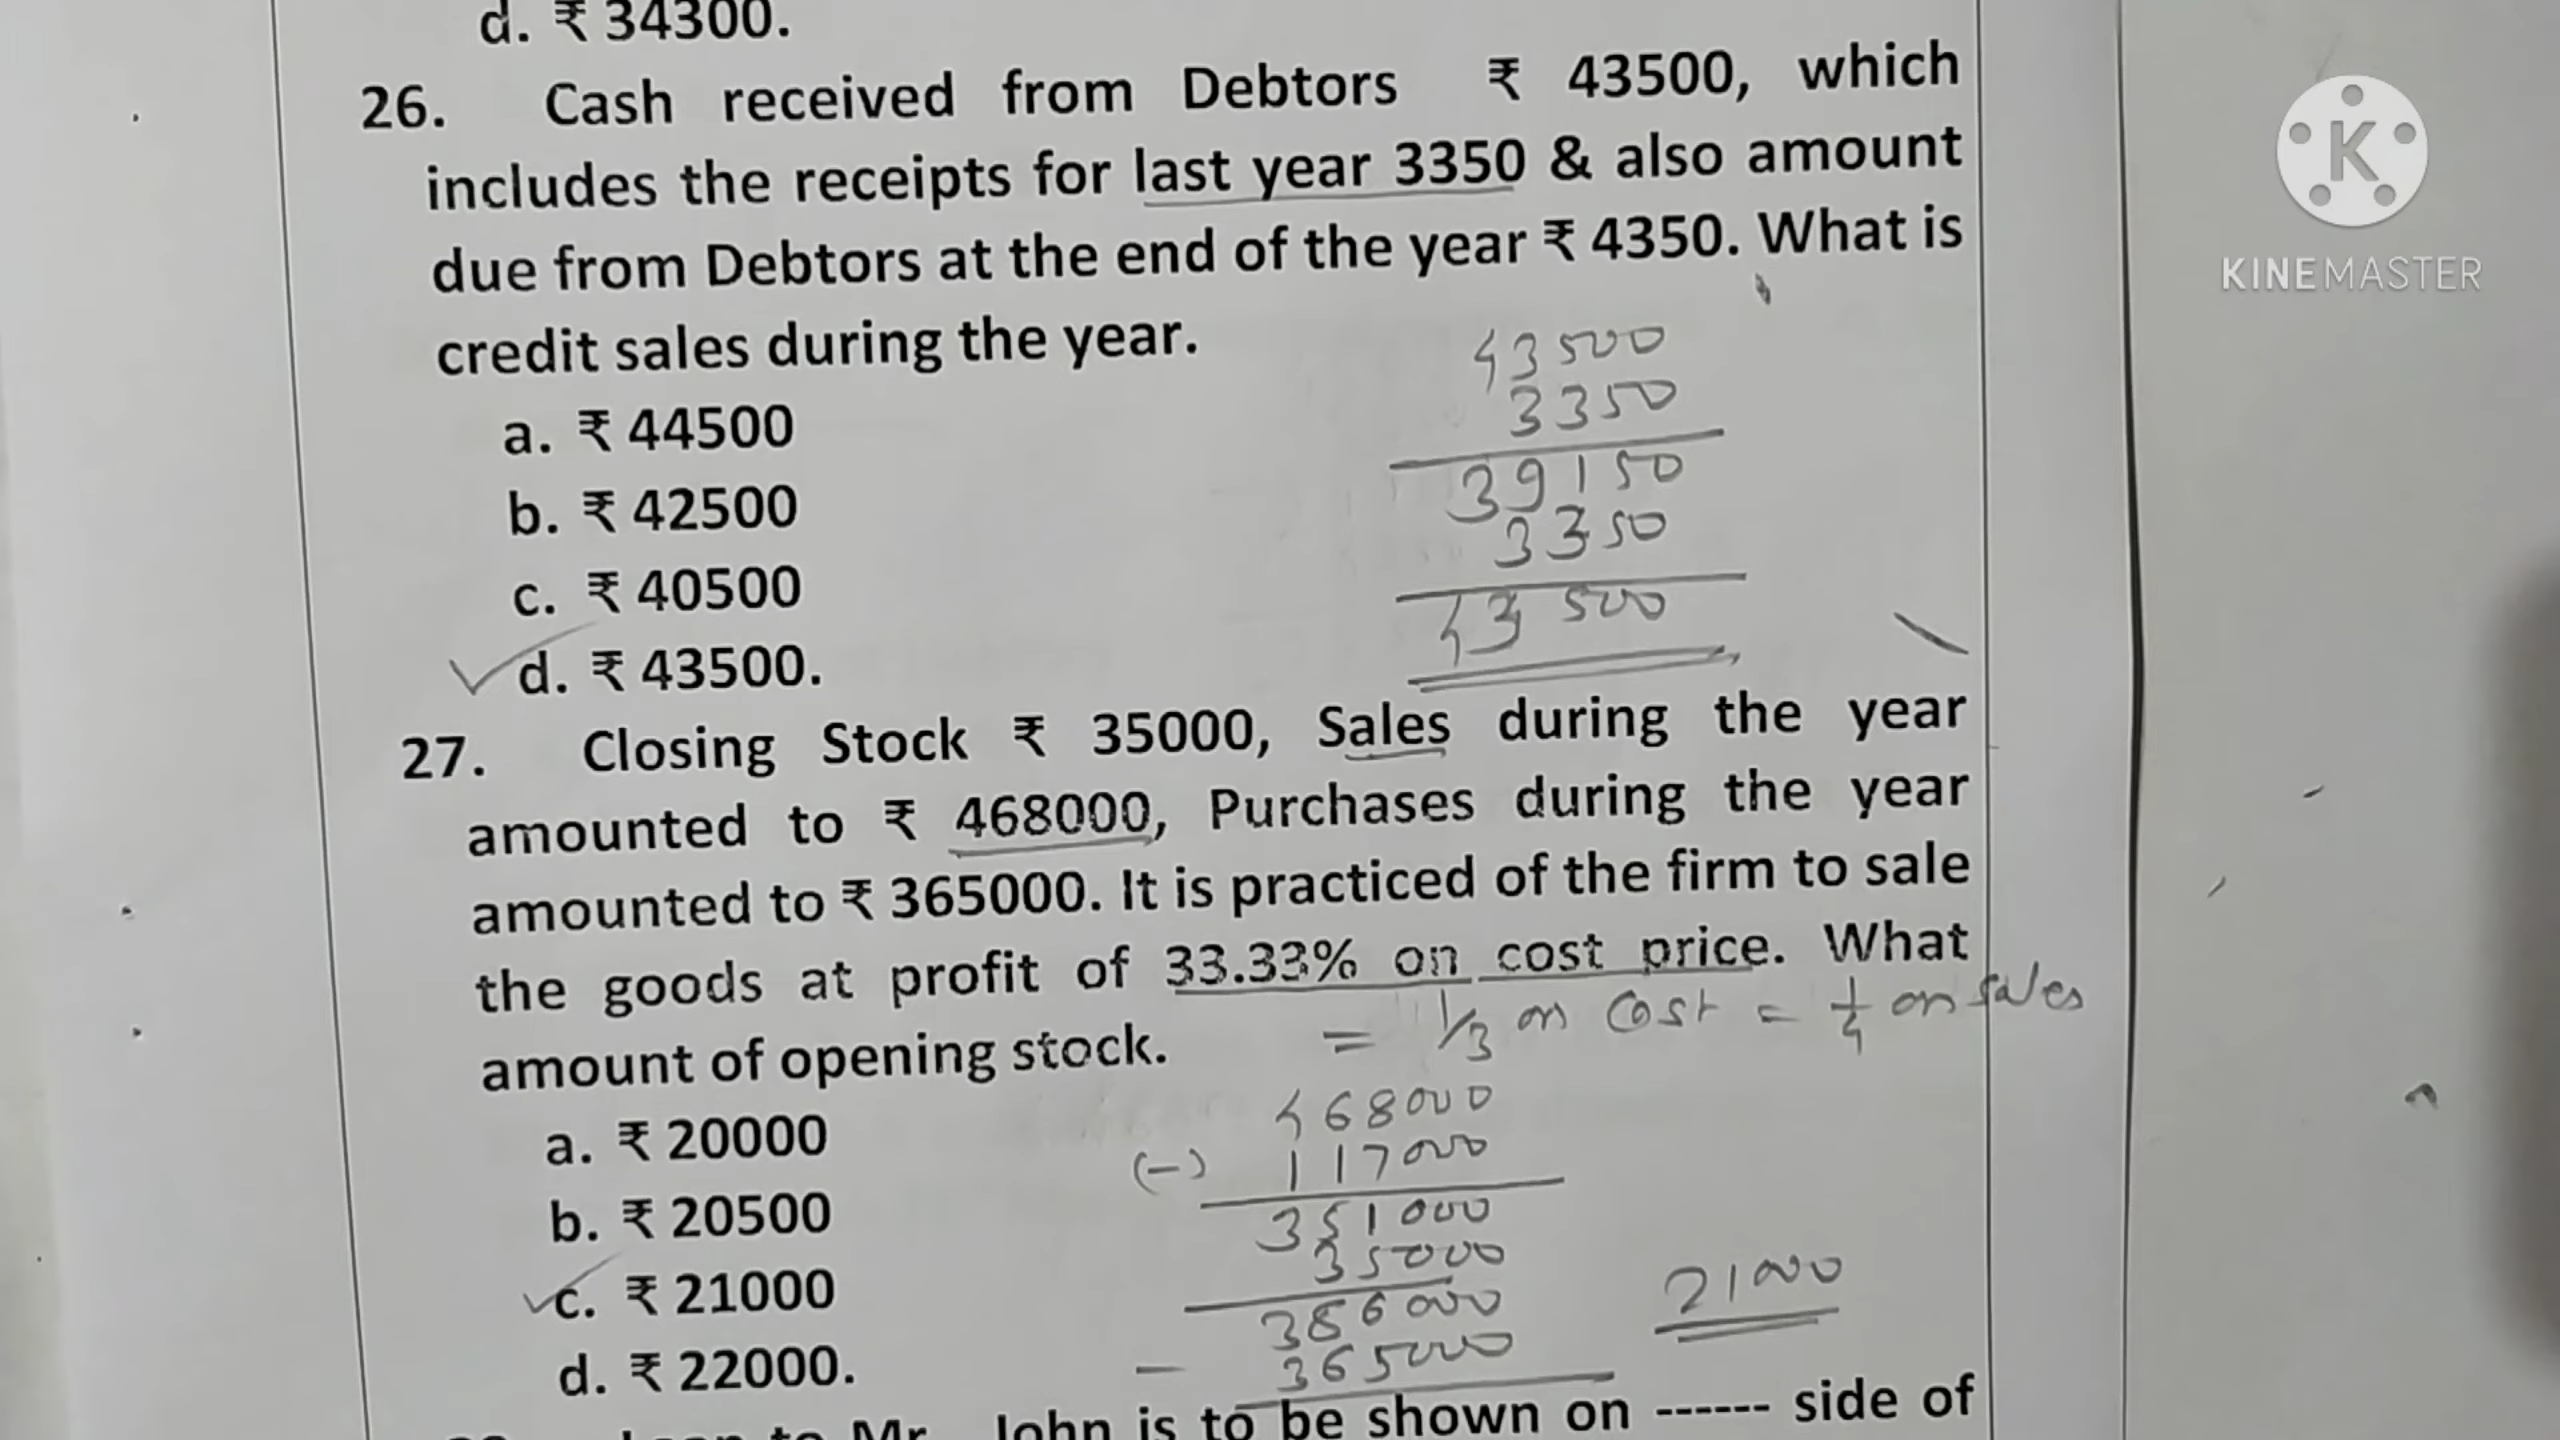 d. ₹ 34300.
26. Cash received from Debtors ₹ 43500, which
includes the receipts for last year 3350 & also amount
due from Debtors at the end of the year ₹ 4350. What is
credit sales during the year.
43500
3350
39150
3350
43500
a. ₹ 44500
b. ₹ 42500
c. ₹ 40500
d. ₹ 43500.
27. Closing Stock ₹ 35000, Sales during the year
amounted to ₹ 468000, Purchases during the year
amounted to ₹ 365000. It is practiced of the firm to sale
the goods at profit of 33.33% on cost price. What
amount of opening stock.
= 1/3 on Cost = 1/4 on sales
468000
(-) 117000
351000
35000
386000
- 365000
21000
a. ₹ 20000
b. ₹ 20500
c. ₹ 21000
d. ₹ 22000.
Mr. John is to be shown on ------ side of
K
KINEMASTER